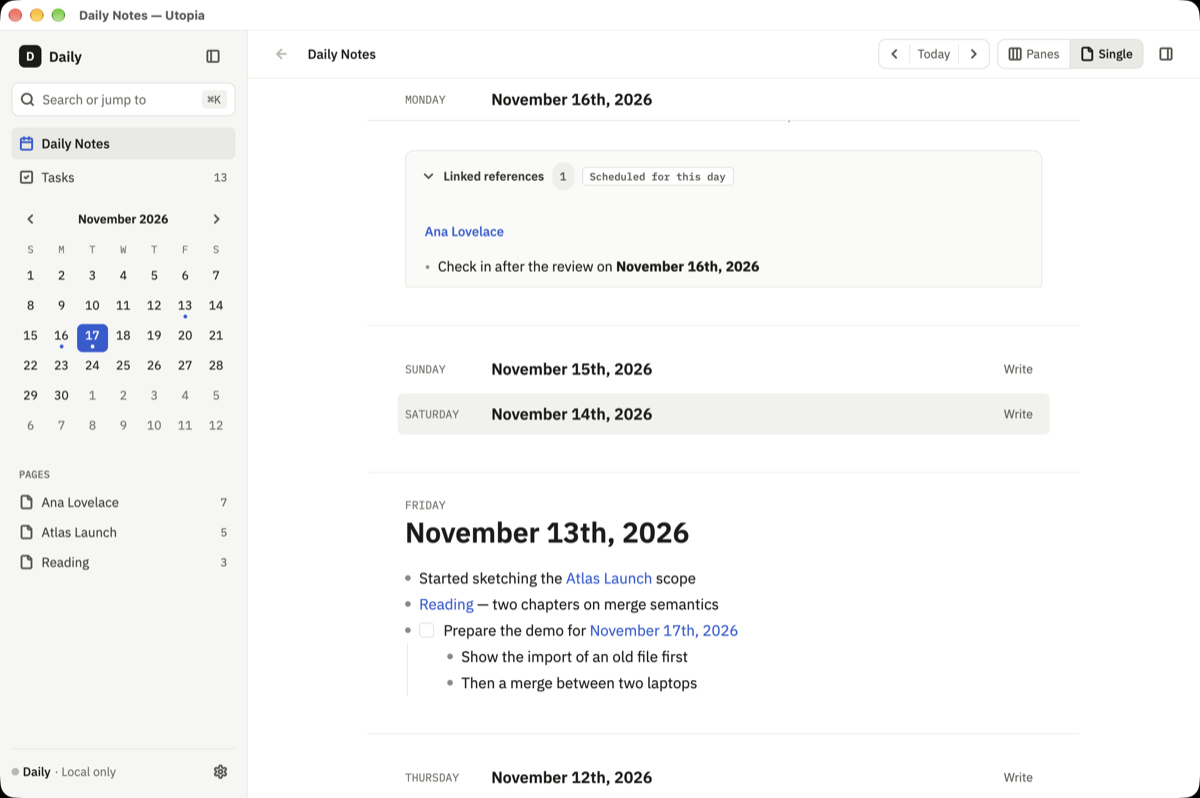 Daily Notes — Utopia
D Daily
Search or jump to ⌘K
Daily Notes
Tasks 13
November 2026
S M T W T F S
1 2 3 4 5 6 7
8 9 10 11 12 13 14
15 16 17 18 19 20 21
22 23 24 25 26 27 28
29 30 1 2 3 4 5
6 7 8 9 10 11 12
PAGES
Ana Lovelace 7
Atlas Launch 5
Reading 3
Daily · Local only
Daily Notes
Today
Panes Single
MONDAY November 16th, 2026
Linked references 1 Scheduled for this day
Ana Lovelace
• Check in after the review on November 16th, 2026
SUNDAY November 15th, 2026 Write
SATURDAY November 14th, 2026 Write
FRIDAY
November 13th, 2026
• Started sketching the Atlas Launch scope
• Reading — two chapters on merge semantics
• Prepare the demo for November 17th, 2026
• Show the import of an old file first
• Then a merge between two laptops
THURSDAY November 12th, 2026 Write